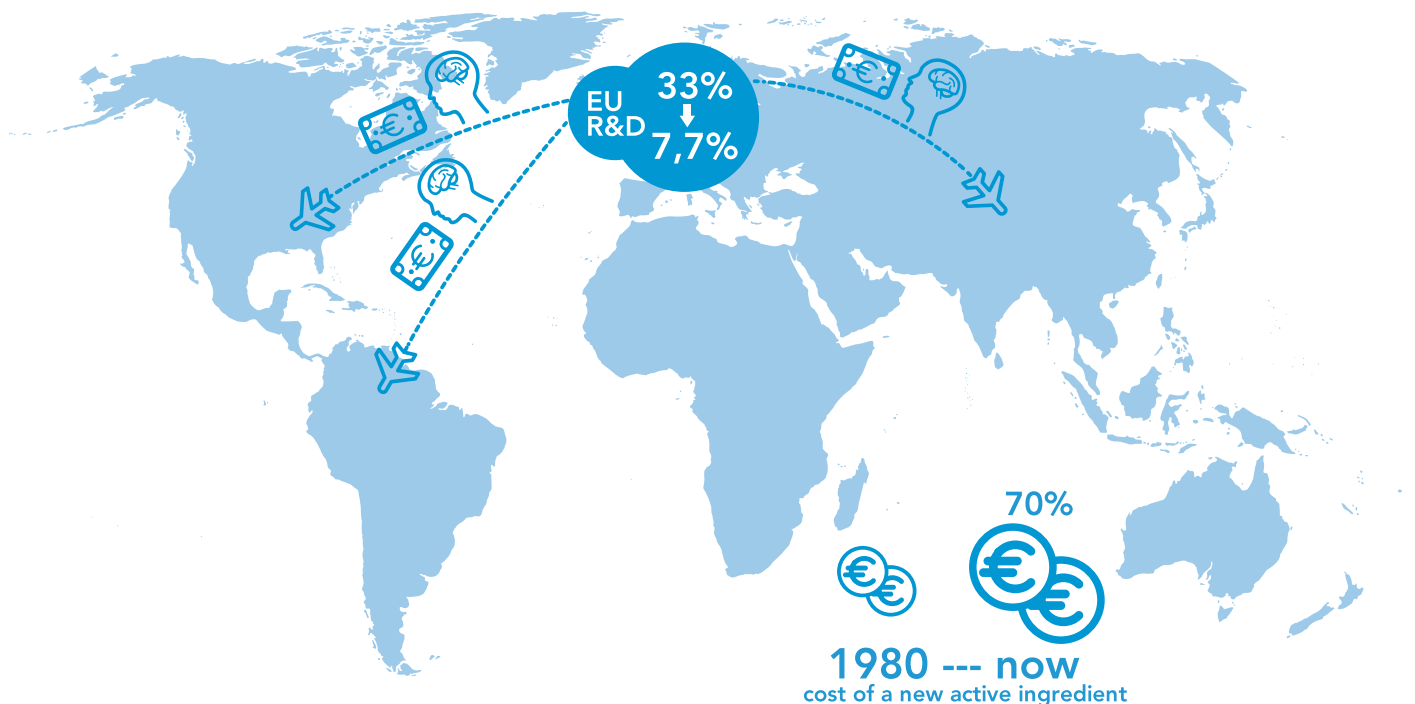 EU
R&D
33%
7,7%
70%
€
€
€
€
€
€
€
1980 --- now
cost of a new active ingredient